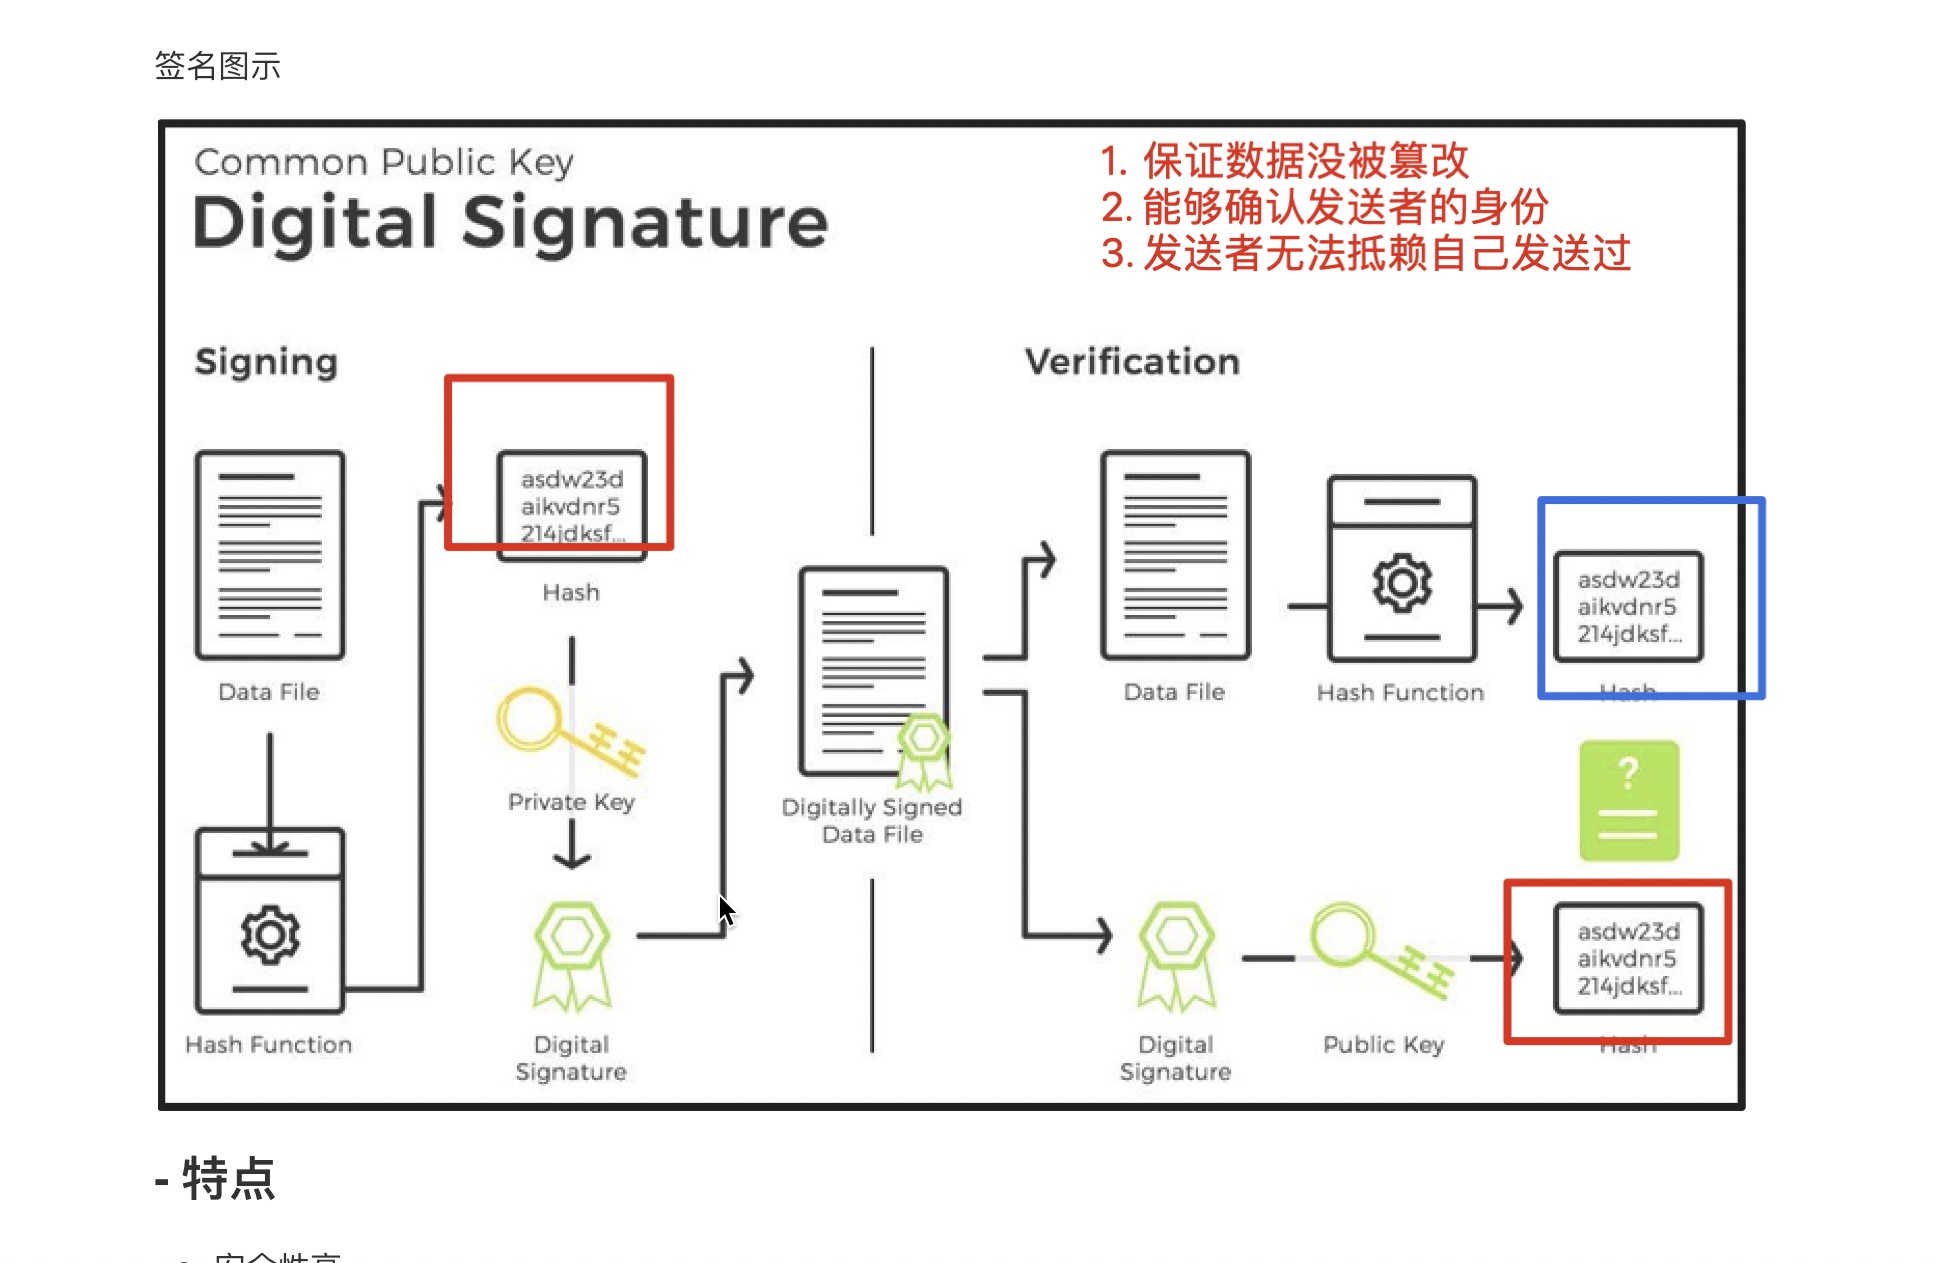 签名图示
Common Public Key
Digital Signature
1. 保证数据没被篡改
2. 能够确认发送者的身份
3. 发送者无法抵赖自己发送过
Signing
asdw23d
aikvdnr5
214jdksf...
Hash
Data File
Private Key
Hash Function
Digital
Signature
Digitally Signed
Data File
Verification
Data File
Hash Function
asdw23d
aikvdnr5
214jdksf...
Hash
?
Digital
Signature
Public Key
asdw23d
aikvdnr5
214jdksf...
Hash
- 特点
• 安全性高